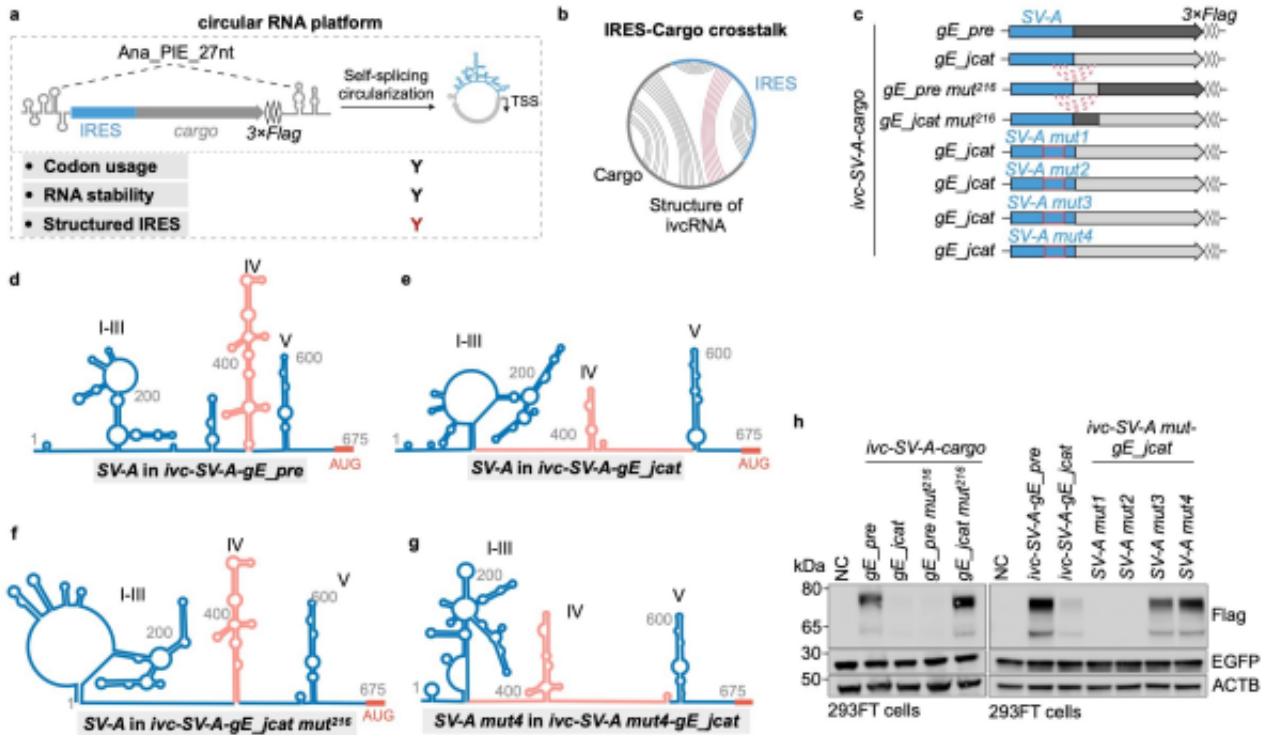 a
circular RNA platform
Ana_PIE_27nt
Self-splicing
circularization
TSS
IRES
cargo
3×Flag
• Codon usage Y
• RNA stability Y
• Structured IRES Y
b
IRES-Cargo crosstalk
IRES
Cargo
Structure of
ivcRNA
c
ivc-SV-A-cargo
SV-A
3×Flag
gE_pre
gE_jcat
gE_pre mut216
gE_jcat mut216
SV-A mut1
gE_jcat
SV-A mut2
gE_jcat
SV-A mut3
gE_jcat
SV-A mut4
gE_jcat
d
I-III
IV
V
1
200
400
600
675
AUG
SV-A in ivc-SV-A-gE_pre
e
I-III
IV
V
1
200
400
600
675
AUG
SV-A in ivc-SV-A-gE_jcat
f
I-III
IV
V
1
200
400
600
675
AUG
SV-A in ivc-SV-A-gE_jcat mut216
g
I-III
IV
V
1
200
400
600
675
AUG
SV-A mut4 in ivc-SV-A mut4-gE_jcat
h
ivc-SV-A-cargo
ivc-SV-A mut-
gE_jcat
NC
gE_pre
gE_jcat
gE_pre mut216
gE_jcat mut216
NC
ivc-SV-A-gE_pre
ivc-SV-A-gE_jcat
SV-A mut1
SV-A mut2
SV-A mut3
SV-A mut4
kDa
80
65
30
50
Flag
EGFP
ACTB
293FT cells
293FT cells